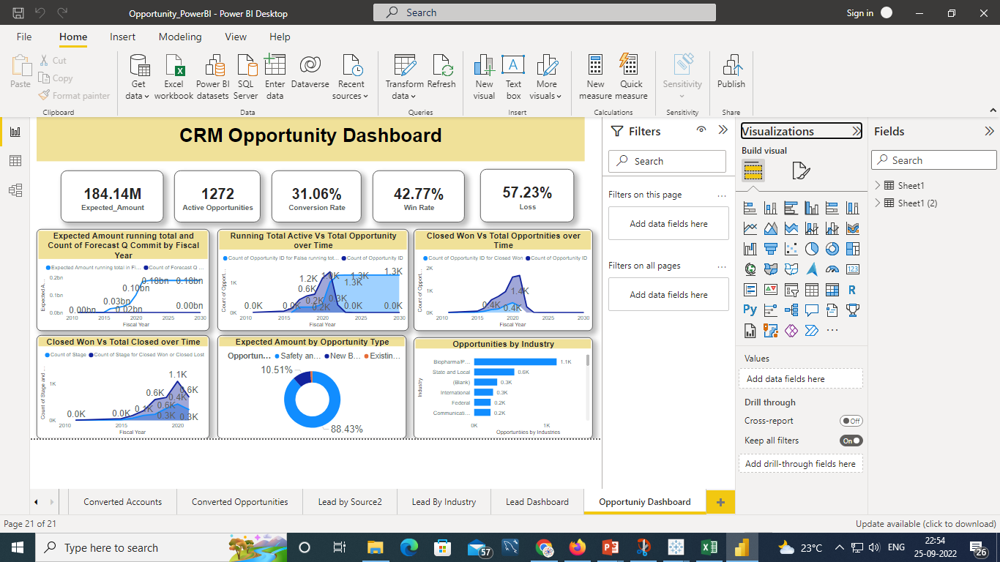 Opportunity_PowerBI - Power BI Desktop
Search
Sign in
File Home Insert Modeling View Help
Paste
Cut
Copy
Format painter
Clipboard
Get data
Excel workbook
Power BI datasets
SQL Server
Enter data
Dataverse
Recent sources
Data
Transform data
Refresh
Queries
New visual
Text box
More visuals
Insert
New measure
Quick measure
Calculations
Sensitivity
Sensitivity
Publish
Share
CRM Opportunity Dashboard
184.14M
Expected_Amount
1272
Active Opportunities
31.06%
Conversion Rate
42.77%
Win Rate
57.23%
Loss
Expected Amount running total and
Count of Forecast Q Commit by Fiscal
Year
Expected Amount running total in Fi... Count of Forecast Q ...
Expected A...
0.2bn
0.1bn
0.0bn
0.00bn
0.03bn
0.02bn
0.10bn
0.18bn
0.18bn
0.00bn
2010 2015 2020 2025 2030
Fiscal Year
Running Total Active Vs Total Opportunity
over Time
Count of Opportunity ID for False running tot... Count of Opportunity ID
Count of Opport...
1K
0K
0.0K
0.0K
0.2K
0.6K
1.2K
0.2K
0.3K
1.3K
1.3K
1.3K
0.0K
0.0K
2010 2015 2020 2025 2030
Fiscal Year
Closed Won Vs Total Opportnities over
Time
Count of Opportunity ID for Closed Won Count of Opportunity ID
Count of Opport...
2K
1K
0K
0.4K
1.4K
0.4K
2010 2015 2020 2025 2030
Fiscal Year
Closed Won Vs Total Closed over Time
Count of Stage Count of Stage for Closed Won or Closed Lost
Count of Stage and ...
1K
0K
0.0K
0.0K
0.1K
0.6K
1.1K
0.6K
0.4K
0.6K
0.3K
0.3K
2010 2015 2020
Fiscal Year
Expected Amount by Opportunity Type
Opportun... Safety an... New B... Existin...
10.51%
88.43%
Opportunities by Industry
Industry
Biopharma/P... 1.1K
State and Local 0.6K
(Blank) 0.3K
International 0.3K
Federal 0.2K
Communicati... 0.2K
0K 1K
Opportunties by Industries
Filters
Search
Filters on this page ...
Add data fields here
Filters on all pages ...
Add data fields here
Visualizations
Build visual
123
R
Py
...
Values
Add data fields here
Drill through
Cross-report Off
Keep all filters On
Add drill-through fields here
Fields
Search
Sheet1
Sheet1 (2)
Converted Accounts
Converted Opportunities
Lead by Source2
Lead By Industry
Lead Dashboard
Opportuniy Dashboard
Page 21 of 21
Update available (click to download)
Type here to search
57
23°C
ENG
22:54
25-09-2022
26